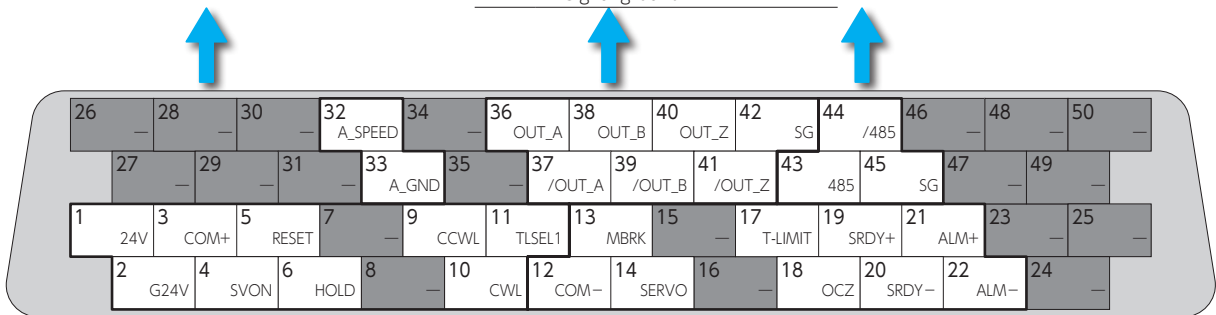 26 — 28 — 30 — 32 A_SPEED 34 — 36 OUT_A 38 OUT_B 40 OUT_Z 42 SG 44 /485 46 — 48 — 50 —
27 — 29 — 31 — 33 A_GND 35 — 37 /OUT_A 39 /OUT_B 41 /OUT_Z 43 485 45 SG 47 — 49 —
1 24V 3 COM+ 5 RESET 7 — 9 CCWL 11 TLSEL1 13 MBRK 15 — 17 T-LIMIT 19 SRDY+ 21 ALM+ 23 — 25 —
2 G24V 4 SVON 6 HOLD 8 — 10 CWL 12 COM− 14 SERVO 16 — 18 OCZ 20 SRDY− 22 ALM− 24 —